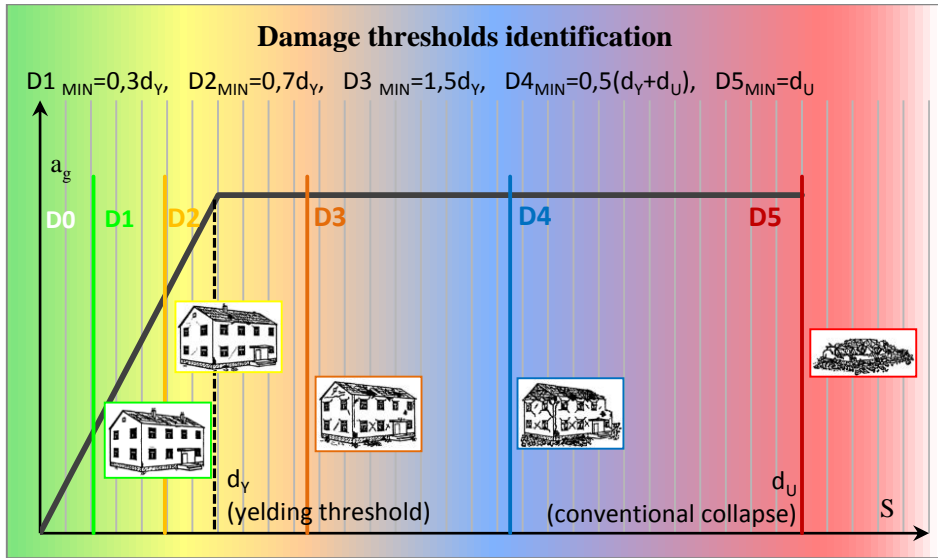 Damage thresholds identification
D1 MIN=0,3dY, D2MIN=0,7dY, D3 MIN=1,5dY, D4MIN=0,5(dY+dU), D5MIN=dU
ag
D0 D1 D2 D3 D4 D5
dY
(yelding threshold)
dU
(conventional collapse)
S